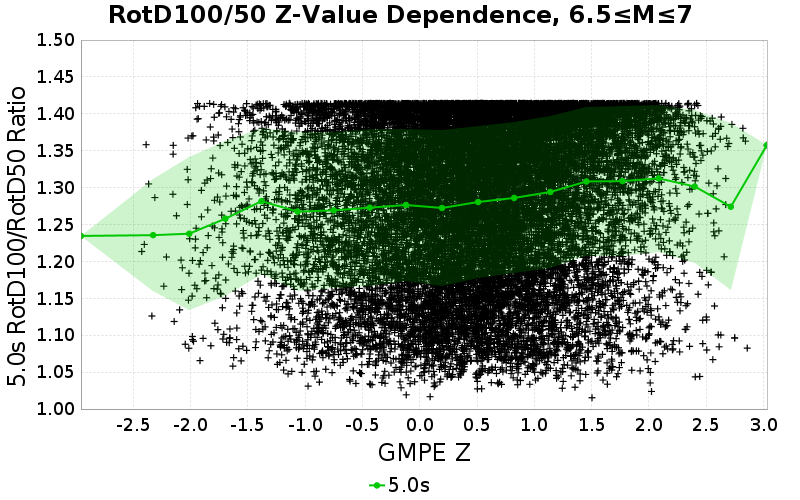 RotD100/50 Z-Value Dependence, 6.5≤M≤7
5.0s RotD100/RotD50 Ratio
1.50
1.45
1.40
1.35
1.30
1.25
1.20
1.15
1.10
1.05
1.00
-2.5 -2.0 -1.5 -1.0 -0.5 0.0 0.5 1.0 1.5 2.0 2.5 3.0
GMPE Z
5.0s